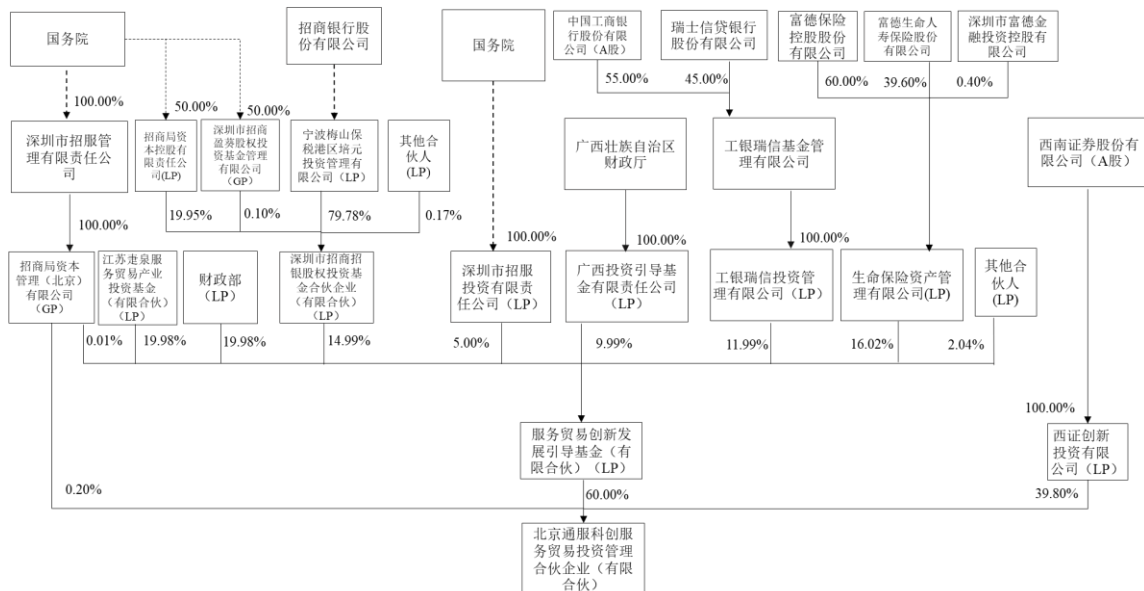 国务院
招商银行股
份有限公司
国务院
中国工商银
行股份有限
公司（A股）
瑞士信贷银行
股份有限公司
富德保险
控股股份
有限公司
富德生命人
寿保险股份
有限公司
深圳市富德金
融投资控股有
限公司
100.00%
50.00%
50.00%
55.00%
45.00%
60.00%
39.60%
0.40%
深圳市招服管
理有限责任公
司
招商局资
本控股有
限责任公
司(LP)
深圳市招商
盈葵股权投
资基金管理
有限公司
（GP）
宁波梅山保
税港区培元
投资管理有
限公司（LP）
其他合
伙人
(LP)
广西壮族自治区
财政厅
工银瑞信基金管
理有限公司
西南证券股份有
限公司（A股）
100.00%
19.95%
0.10%
79.78%
0.17%
100.00%
100.00%
100.00%
招商局资本
管理（北京）
有限公司
（GP）
江苏疌泉服
务贸易产业
投资基金
（有限合伙）
（LP）
财政部
（LP）
深圳市招商招
银股权投资基
金合伙企业
（有限合伙）
（LP）
深圳市招服
投资有限责
任公司（LP）
广西投资引导基
金有限责任公司
（LP）
工银瑞信投资管
理有限公司（LP）
生命保险资产管
理有限公司(LP)
其他合
伙人
(LP)
0.01%
19.98%
19.98%
14.99%
5.00%
9.99%
11.99%
16.02%
2.04%
100.00%
服务贸易创新发
展引导基金（有
限合伙）（LP）
西证创新
投资有限
公司（LP）
0.20%
60.00%
39.80%
北京通服科创服
务贸易投资管理
合伙企业（有限
合伙）